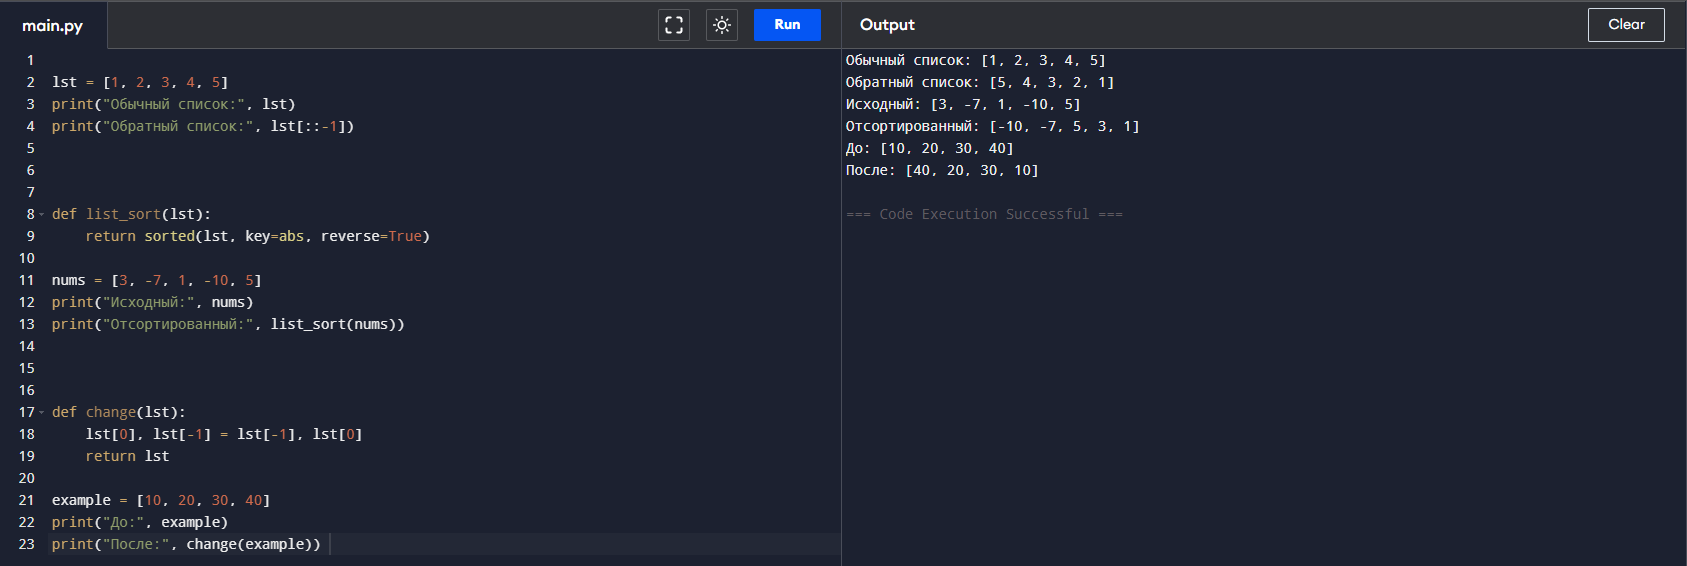 main.py
Run
1
2 lst = [1, 2, 3, 4, 5]
3 print("Обычный список:", lst)
4 print("Обратный список:", lst[::-1])
5
6
7
8 def list_sort(lst):
9     return sorted(lst, key=abs, reverse=True)
10
11 nums = [3, -7, 1, -10, 5]
12 print("Исходный:", nums)
13 print("Отсортированный:", list_sort(nums))
14
15
16
17 def change(lst):
18     lst[0], lst[-1] = lst[-1], lst[0]
19     return lst
20
21 example = [10, 20, 30, 40]
22 print("До:", example)
23 print("После:", change(example))
Output
Clear
Обычный список: [1, 2, 3, 4, 5]
Обратный список: [5, 4, 3, 2, 1]
Исходный: [3, -7, 1, -10, 5]
Отсортированный: [-10, -7, 5, 3, 1]
До: [10, 20, 30, 40]
После: [40, 20, 30, 10]
=== Code Execution Successful ===